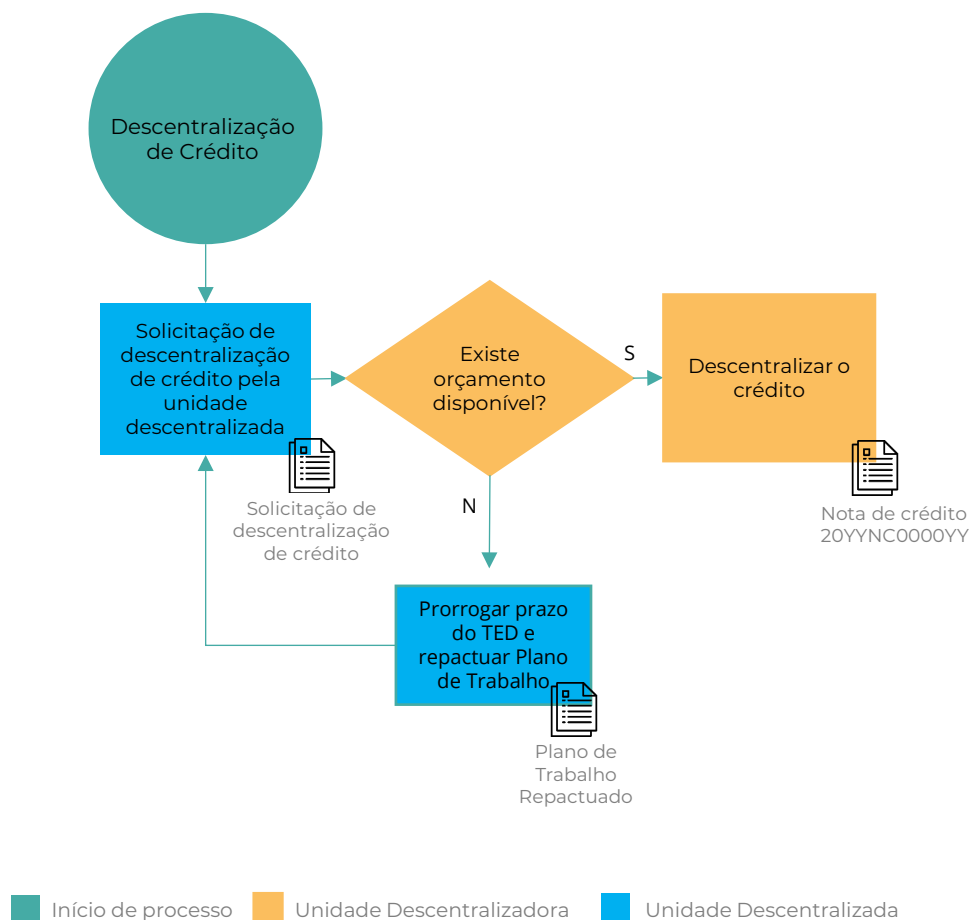 Descentralização
de Crédito
Solicitação de
descentralização
de crédito pela
unidade
descentralizada
Solicitação de
descentralização
de crédito
Existe
orçamento
disponível?
S
Descentralizar o
crédito
Nota de crédito
20YYNC0000YY
N
Prorrogar prazo
do TED e
repactuar Plano
de Trabalho
Plano de
Trabalho
Repactuado
Início de processo
Unidade Descentralizadora
Unidade Descentralizada